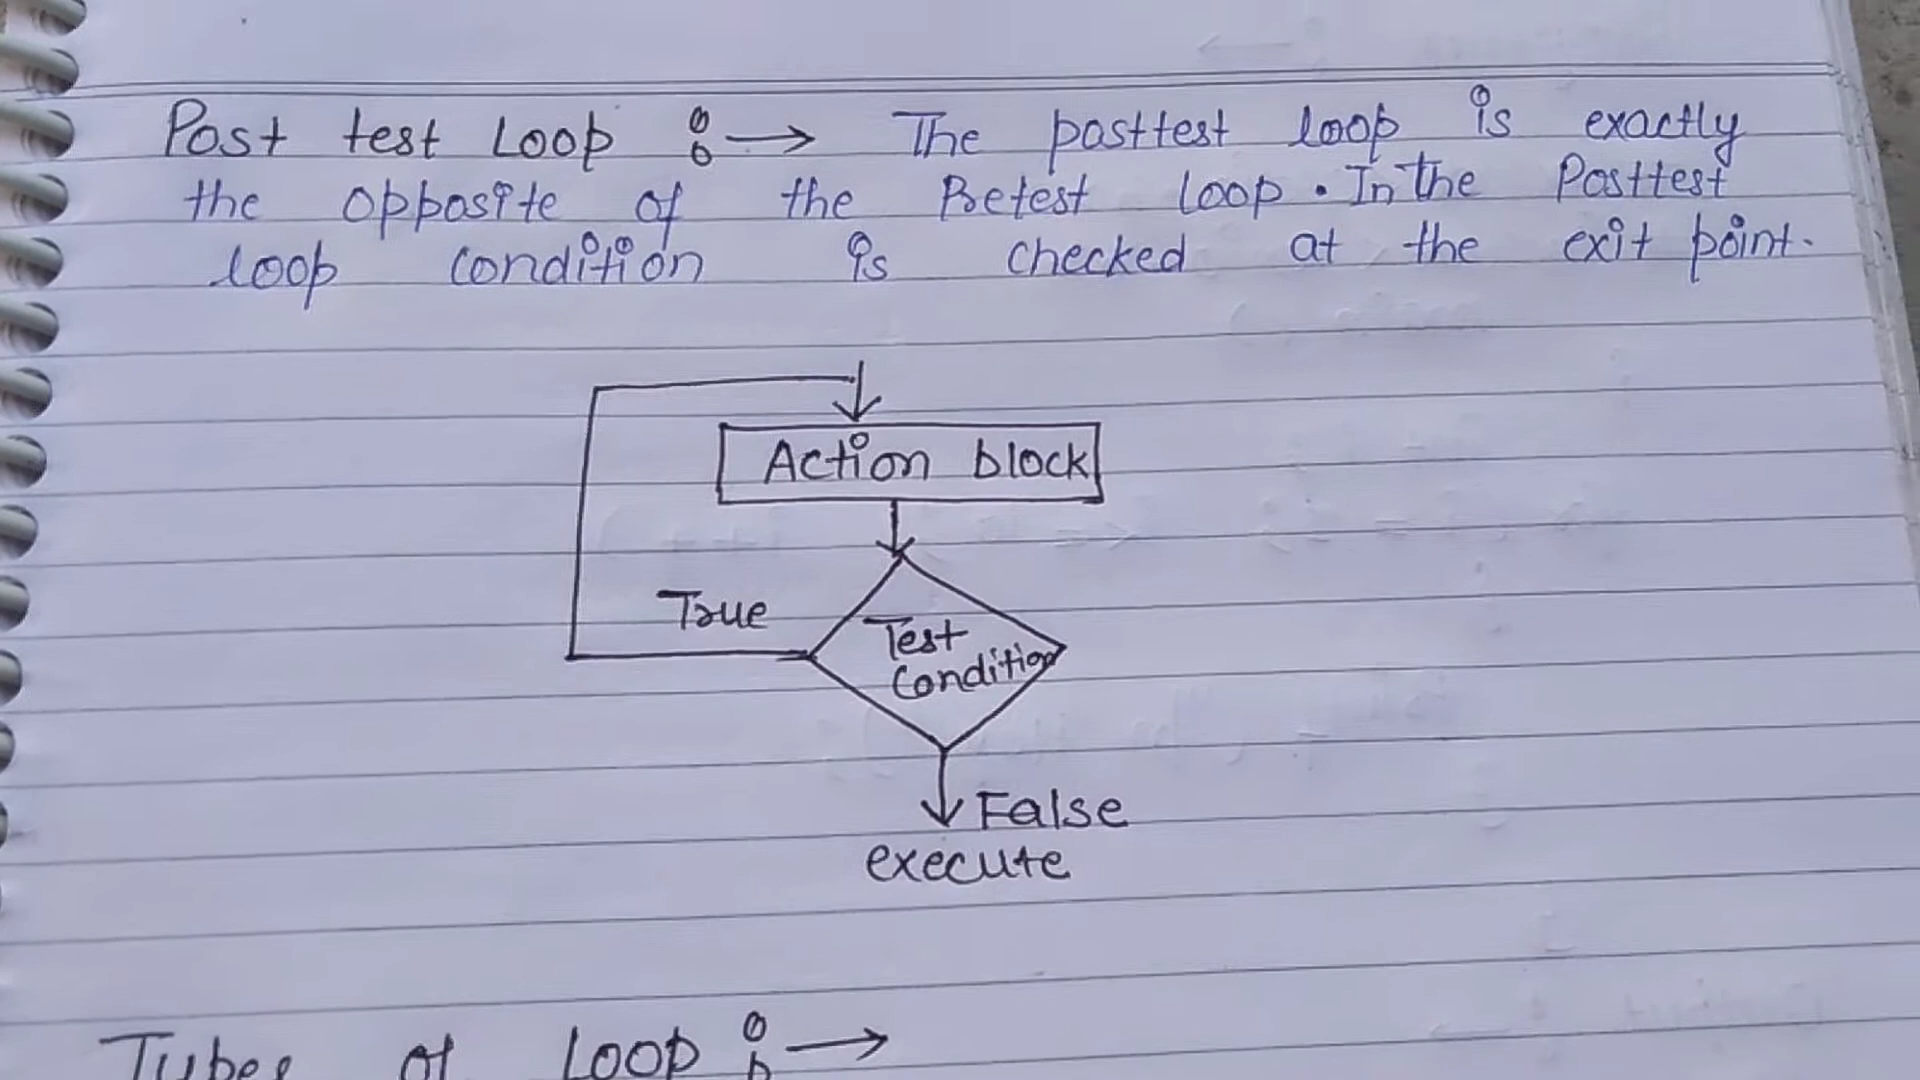 Post test Loop :→ The posttest loop is exactly
the opposite of the Pretest loop. In the Posttest
loop condition is checked at the exit point.
Action block
True
Test
Condition
False
execute
Types of Loop :→